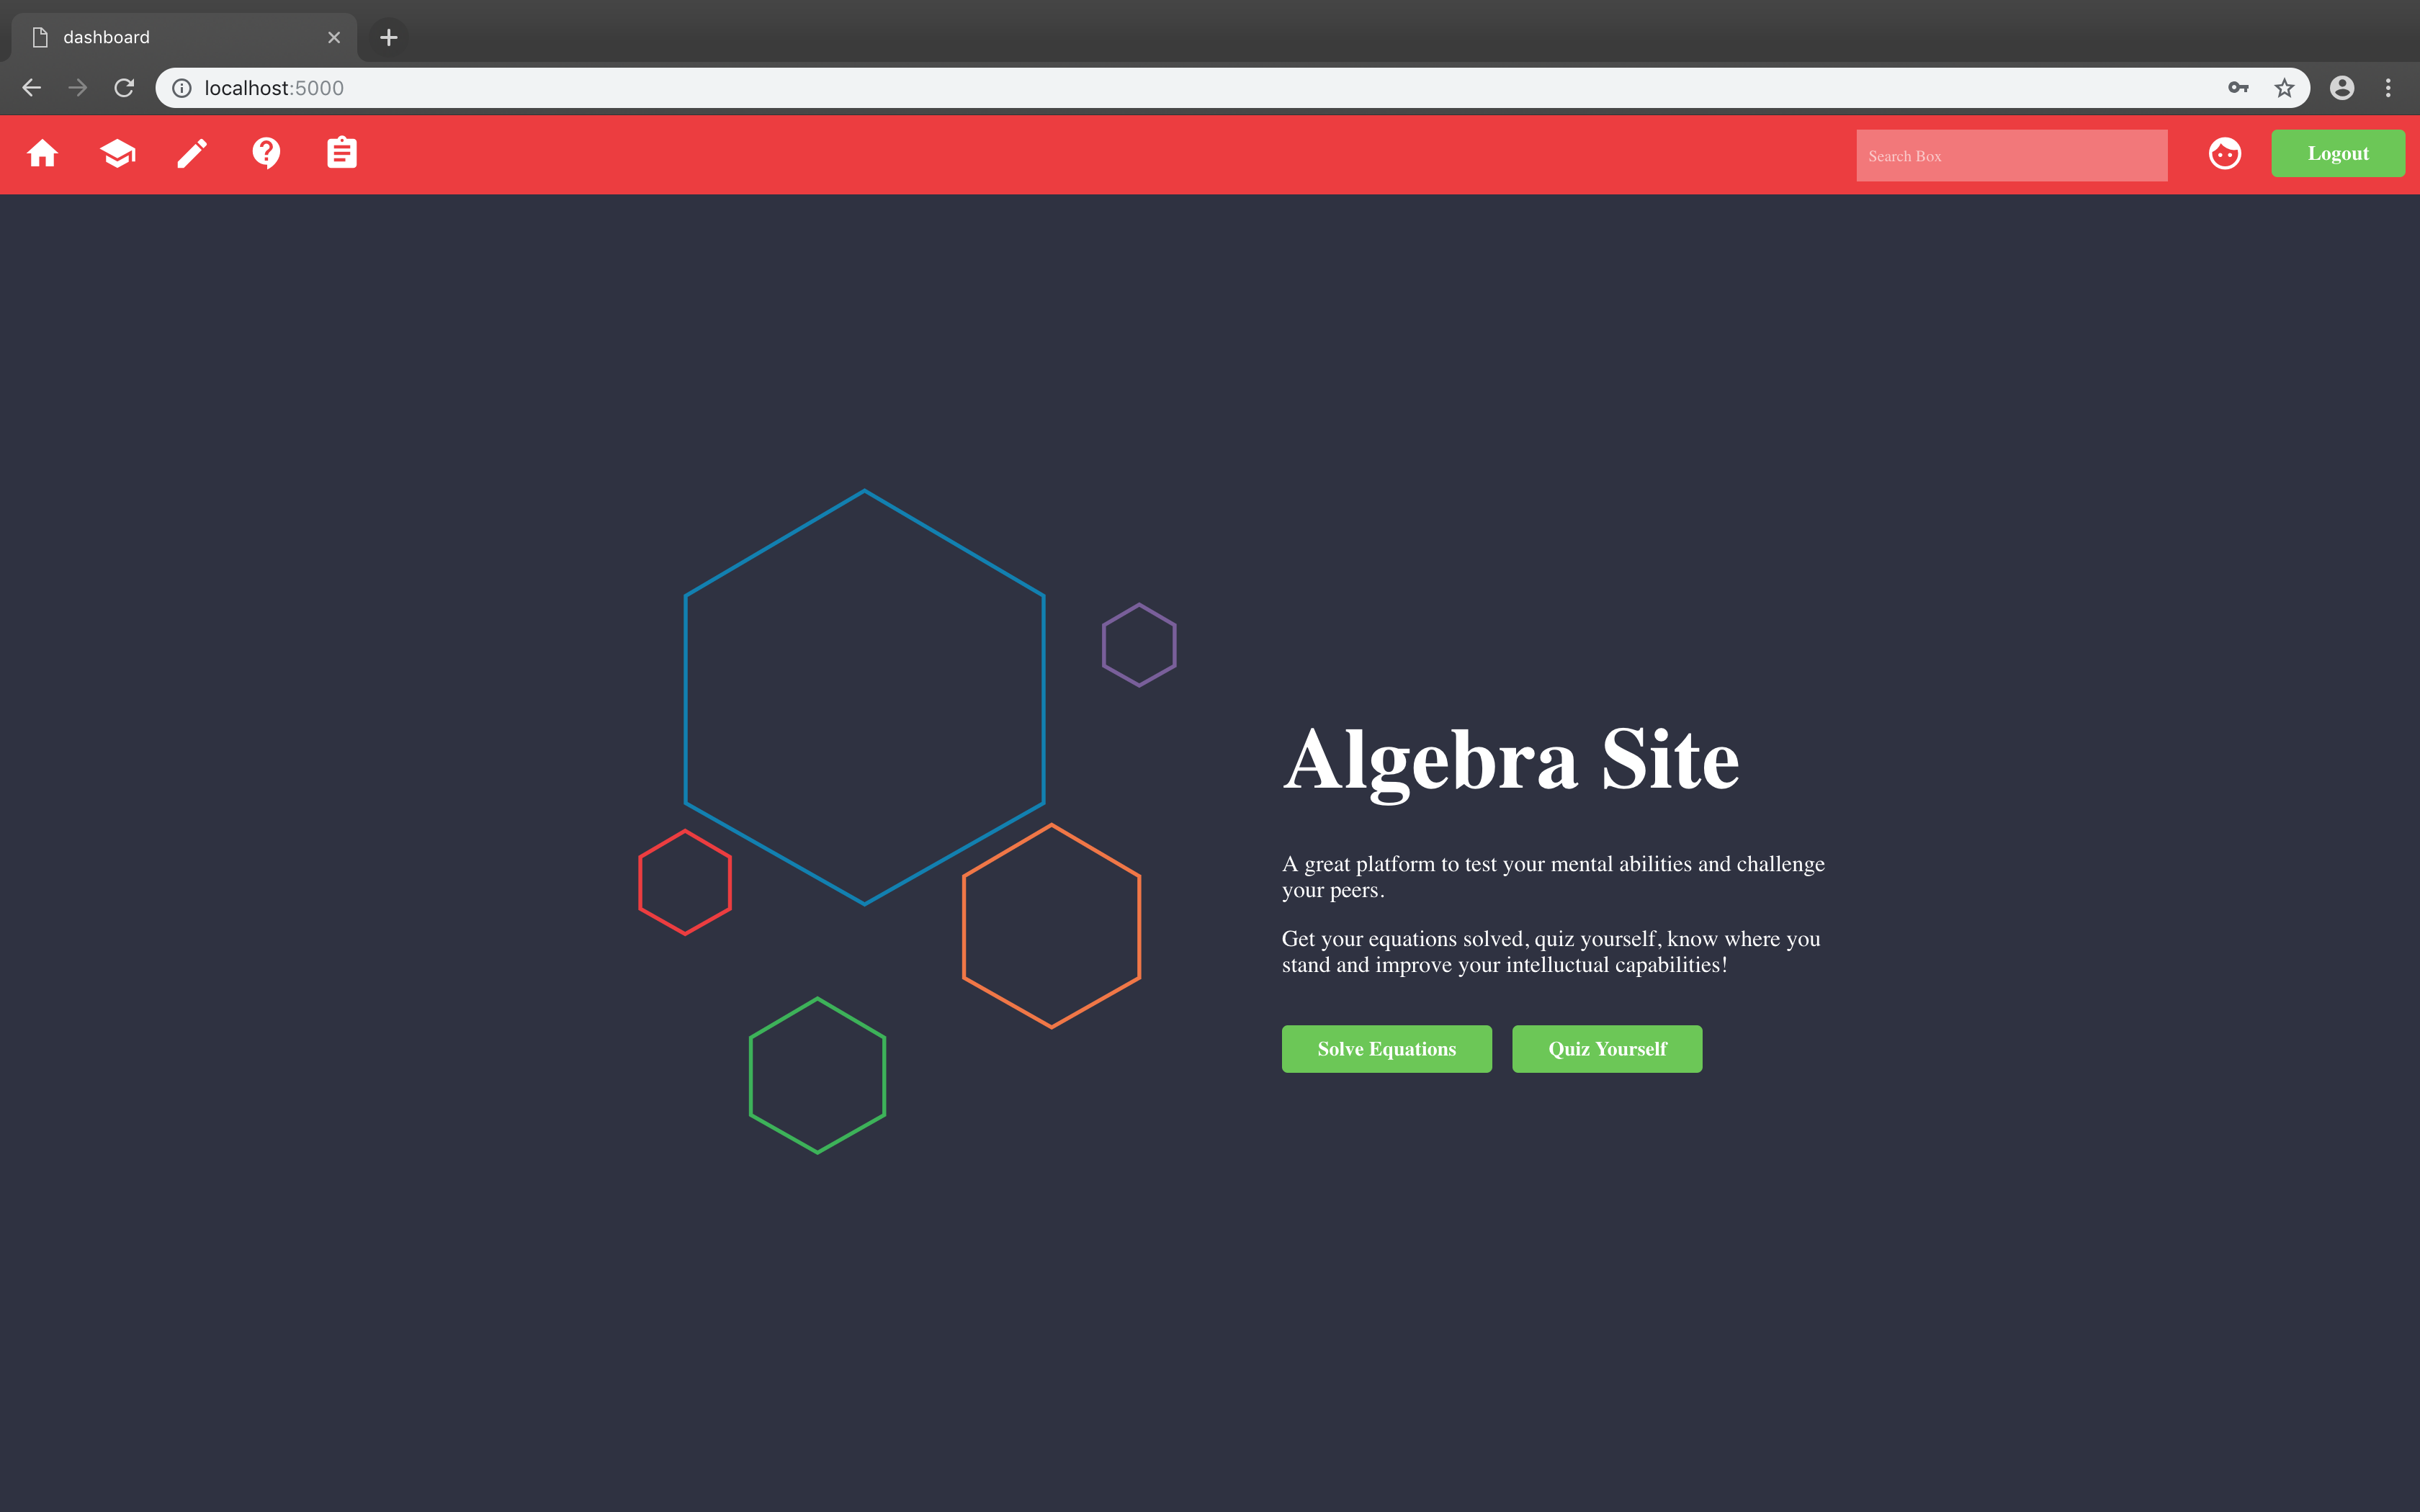 dashboard
localhost:5000
Search Box
Logout
Algebra Site
A great platform to test your mental abilities and challenge
your peers.
Get your equations solved, quiz yourself, know where you
stand and improve your intelluctual capabilities!
Solve Equations
Quiz Yourself